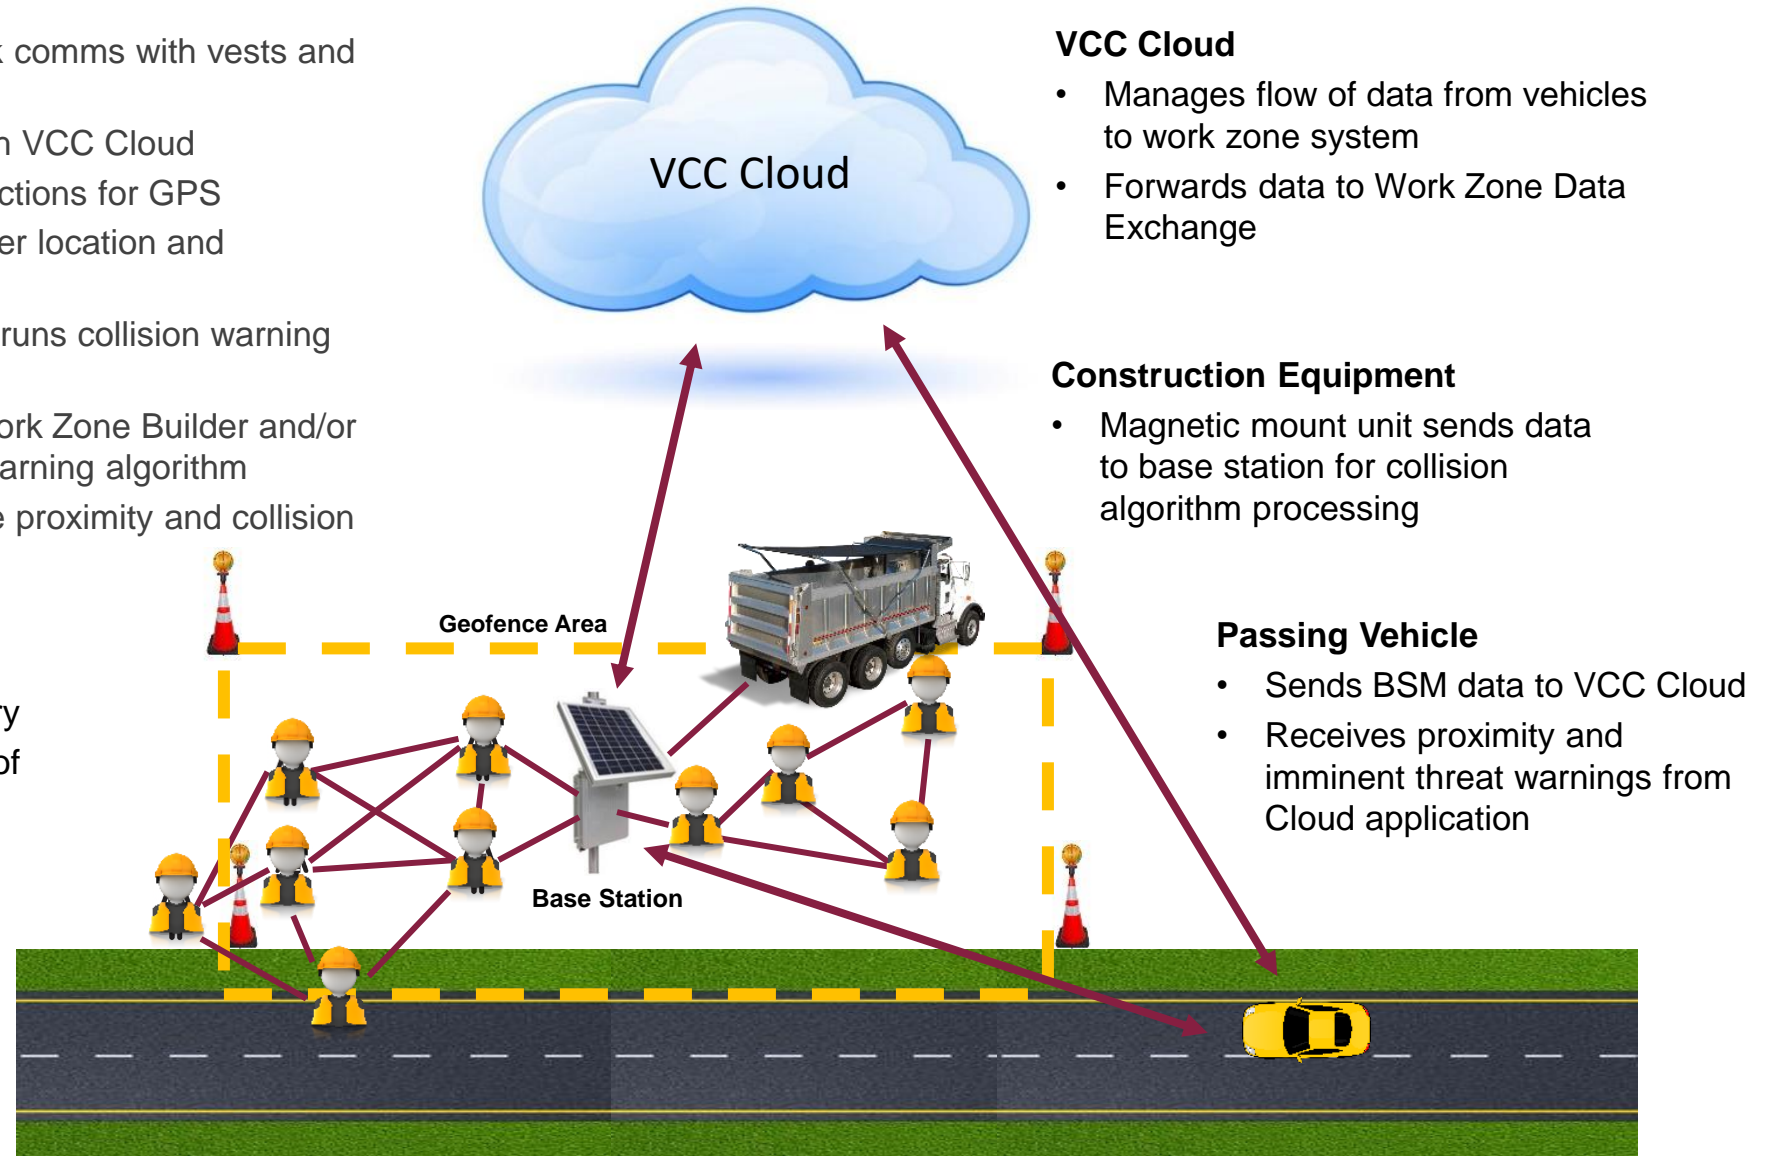 comms with vests and
VCC Cloud
for GPS
location and
runs collision warning
Zone Builder and/or
algorithm
proximity and collision
of
VCC Cloud
VCC Cloud
• Manages flow of data from vehicles
to work zone system
• Forwards data to Work Zone Data
Exchange
Construction Equipment
• Magnetic mount unit sends data
to base station for collision
algorithm processing
Geofence Area
Base Station
Passing Vehicle
• Sends BSM data to VCC Cloud
• Receives proximity and
imminent threat warnings from
Cloud application